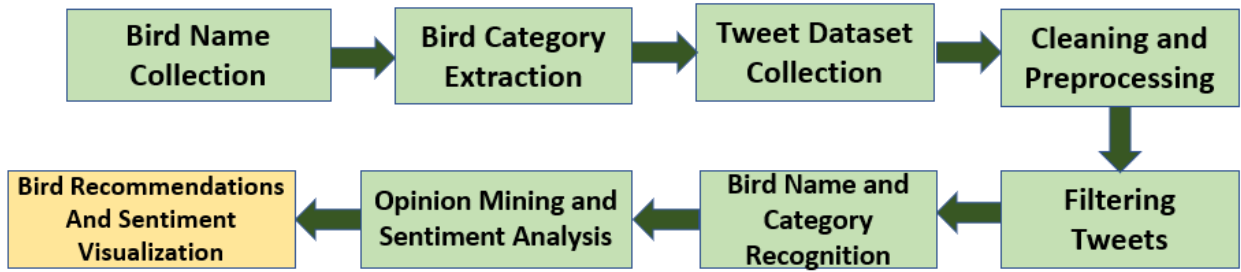 Bird Name
Collection
Bird Category
Extraction
Tweet Dataset
Collection
Cleaning and
Preprocessing
Filtering
Tweets
Bird Name and
Category
Recognition
Opinion Mining and
Sentiment Analysis
Bird Recommendations
And Sentiment
Visualization